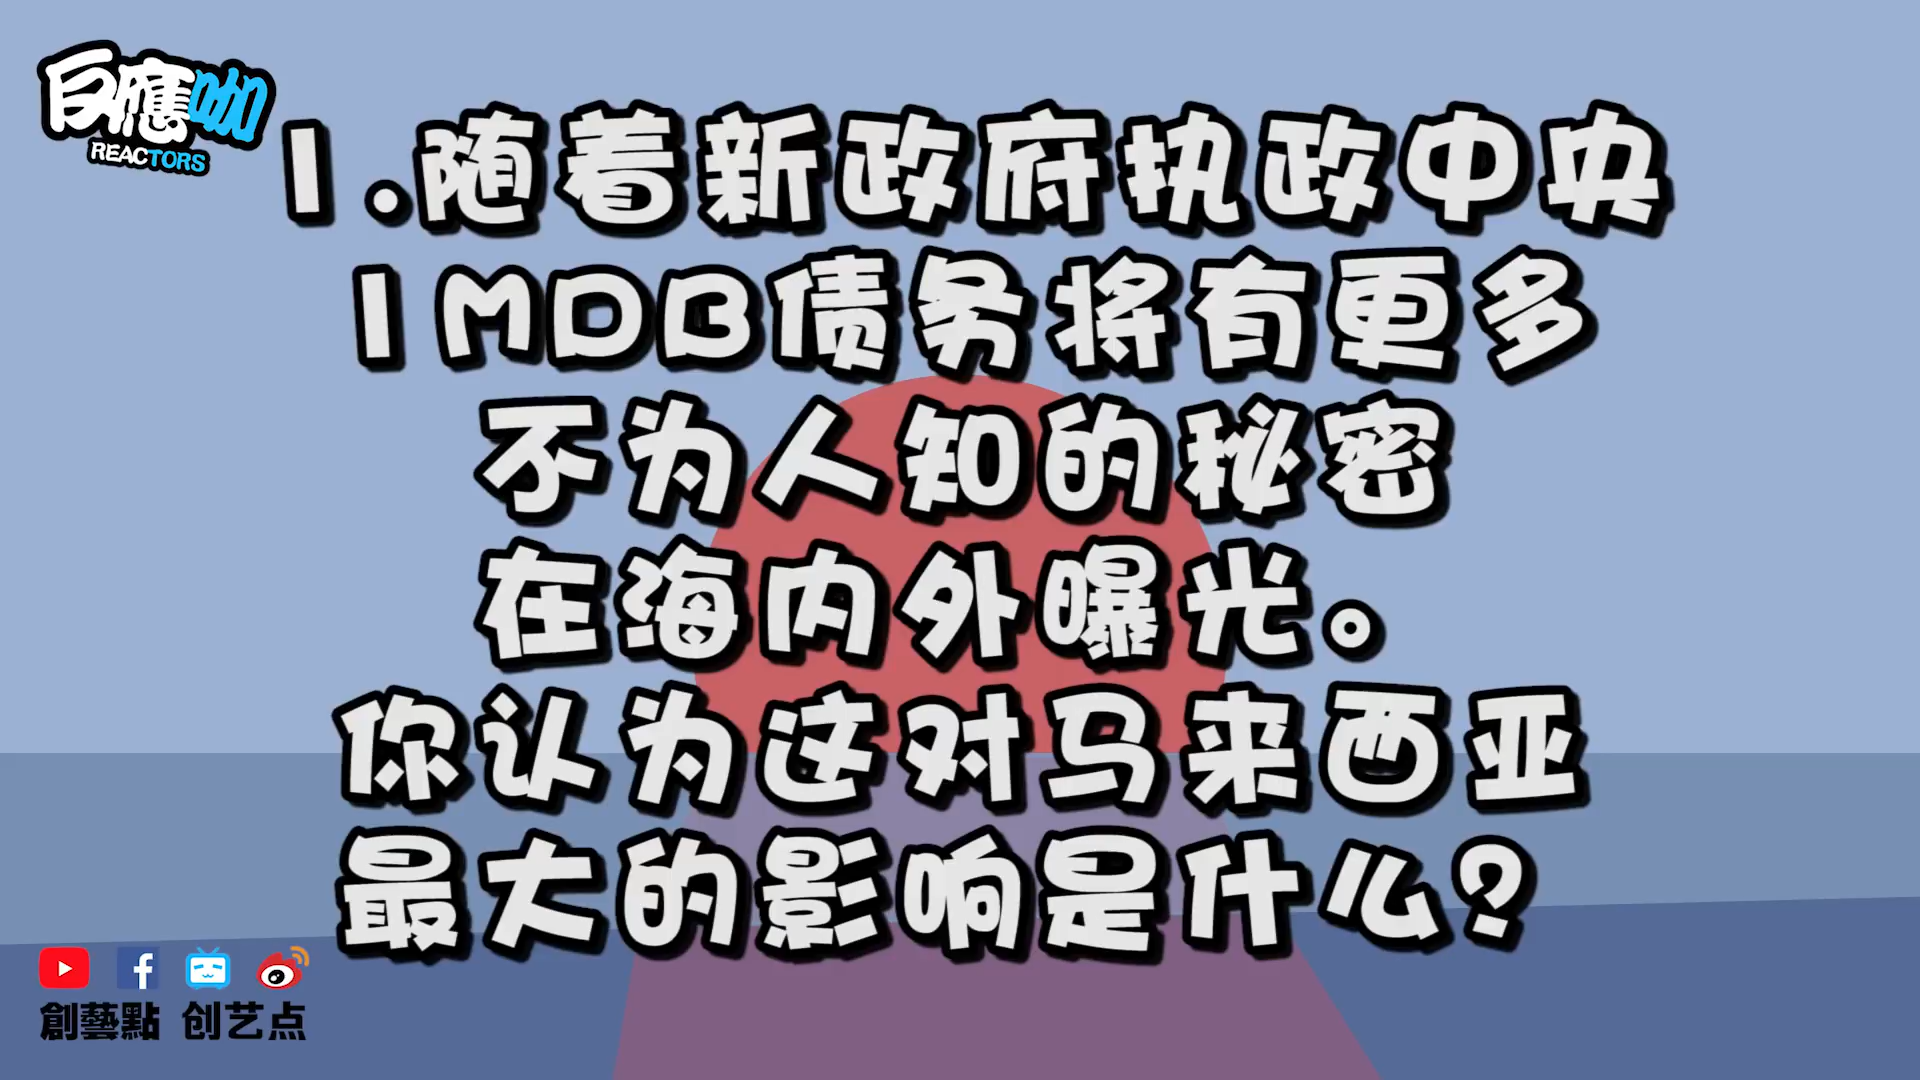 反應咖
REACTORS
1.随着新政府执政中央
1MDB债务将有更多
不为人知的秘密
在海内外曝光。
你认为这对马来西亚
最大的影响是什么?
創藝點 创艺点